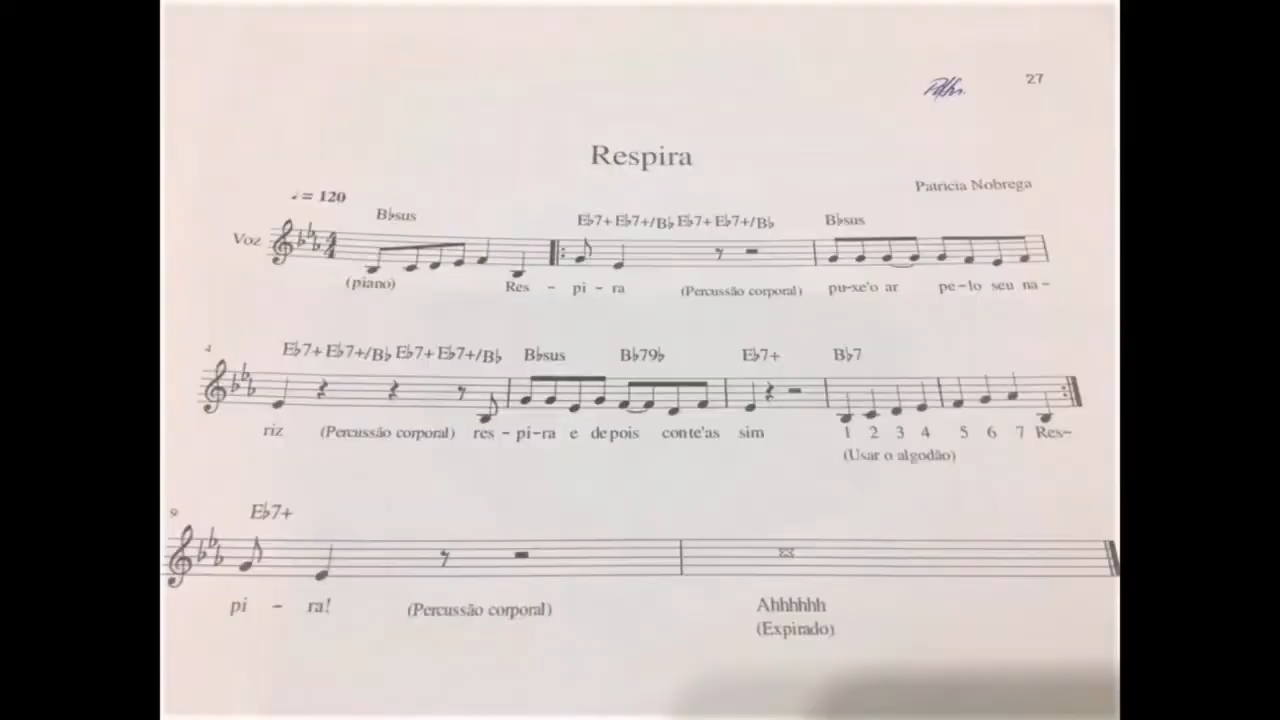 27
Respira
Patricia Nobrega
♩ = 120
B♭sus E♭7+ E♭7+/B♭ E♭7+ E♭7+/B♭ B♭sus
Voz
(piano) Res - pi - ra (Percussão corporal) pu-xe'o ar pe-lo seu na-
4
E♭7+ E♭7+/B♭ E♭7+ E♭7+/B♭ B♭sus B♭79♭ E♭7+ B♭7
riz (Percussão corporal) res-pi-ra e depois conte'as sim 1 2 3 4 5 6 7 Res-
(Usar o algodão)
9
E♭7+
pi - ra! (Percussão corporal) Ahhhhhh
(Expirado)